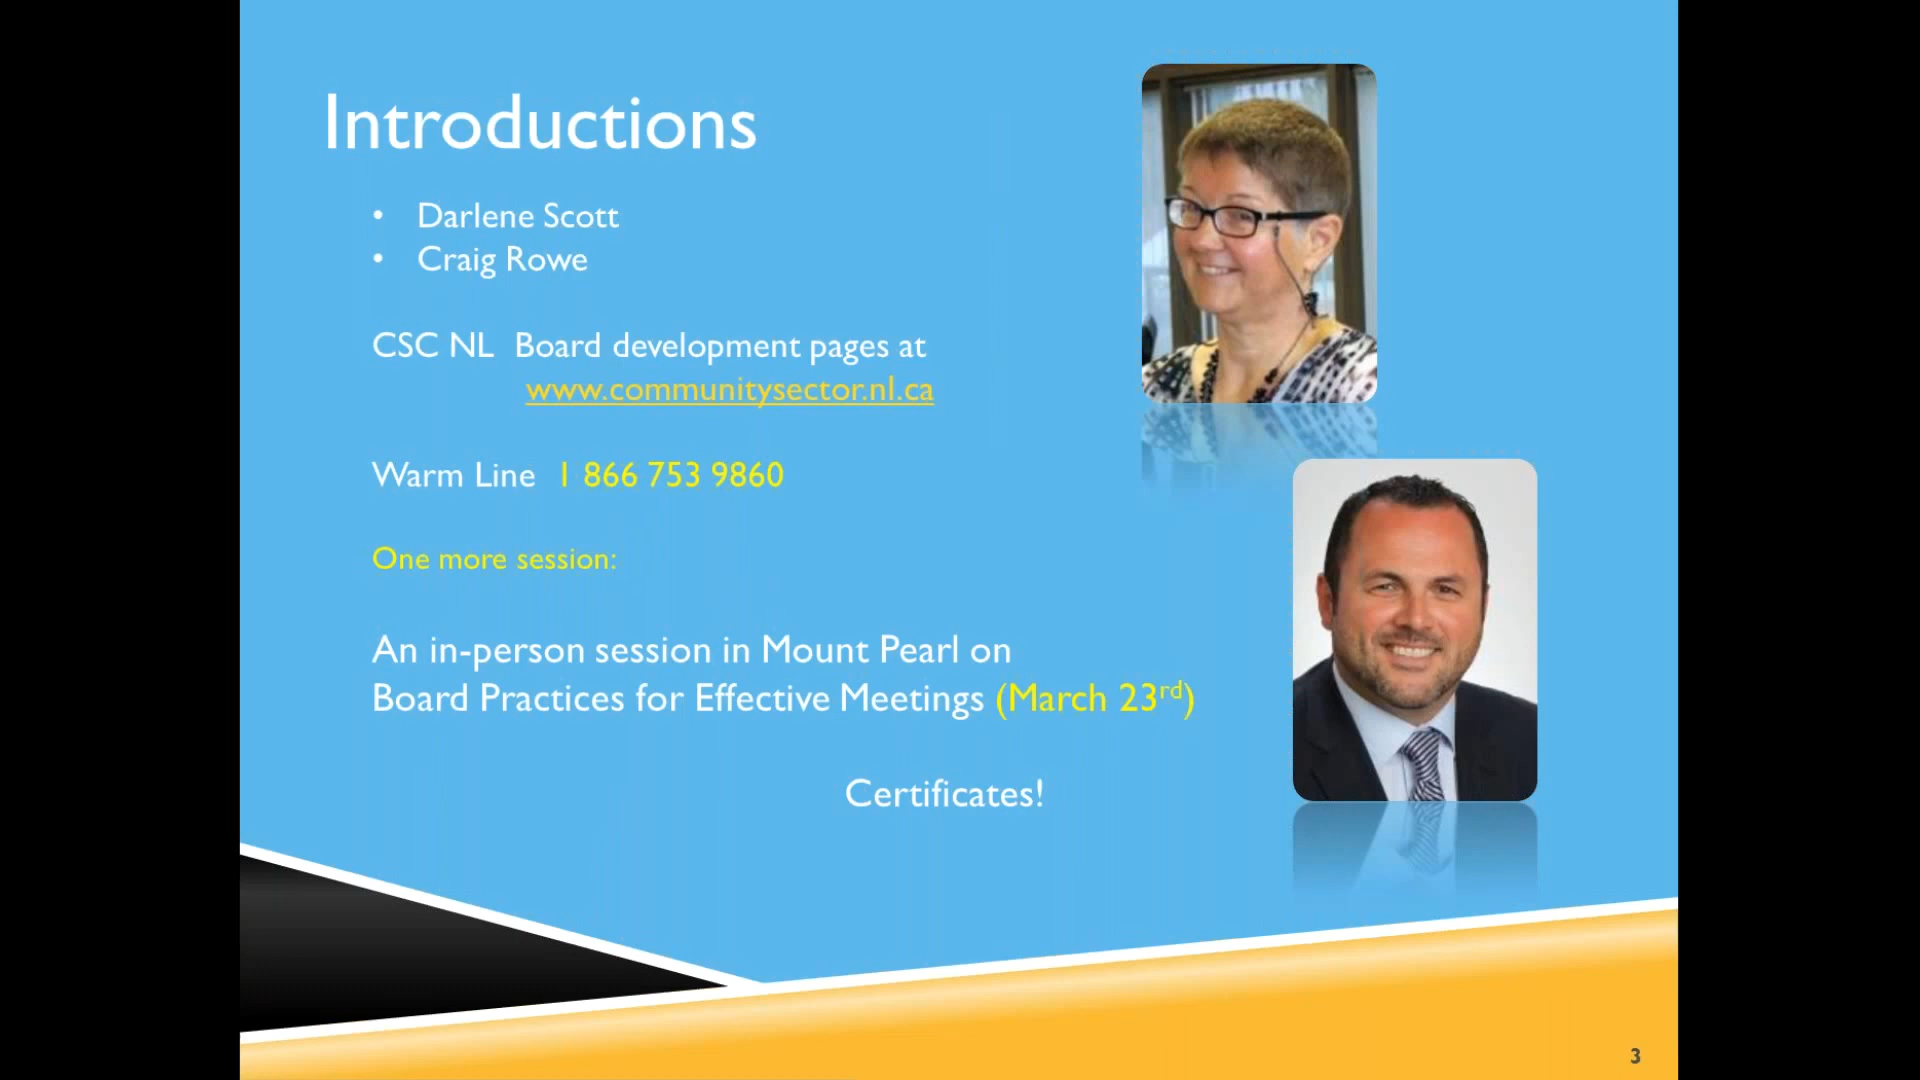 Introductions
• Darlene Scott
• Craig Rowe
CSC NL Board development pages at
www.communitysector.nl.ca
Warm Line 1 866 753 9860
One more session:
An in-person session in Mount Pearl on
Board Practices for Effective Meetings (March 23rd)
Certificates!
3